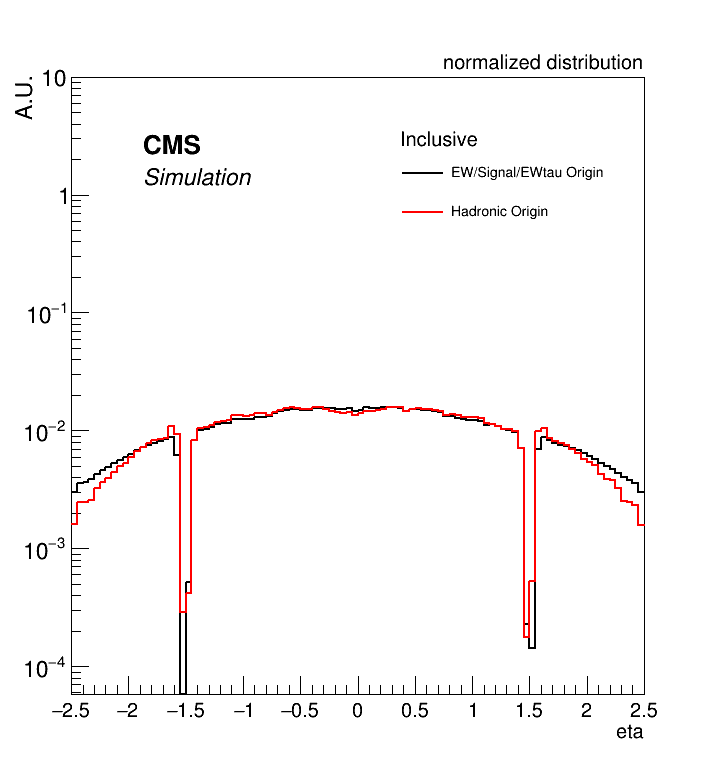 normalized distribution
A.U.
10
CMS
Simulation
Inclusive
EW/Signal/EWtau Origin
Hadronic Origin
1
10⁻¹
10⁻²
10⁻³
10⁻⁴
−2.5 −2 −1.5 −1 −0.5 0 0.5 1 1.5 2 2.5
eta